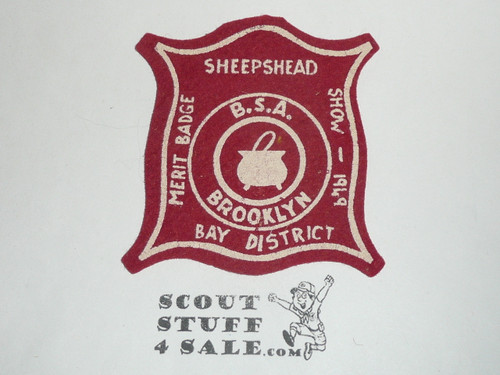 SHEEPSHEAD
MERIT BADGE
SHOW - 1949
B.S.A.
BROOKLYN
BAY DISTRICT
SCOUT
STUFF
4 SALE.COM